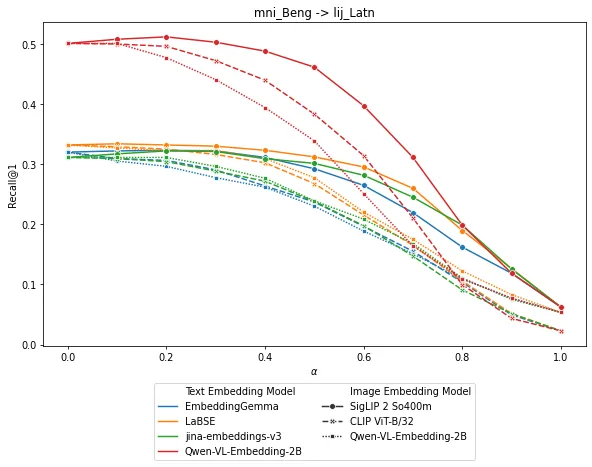 mni_Beng -> lij_Latn
Recall@1
0.5
0.4
0.3
0.2
0.1
0.0
0.0 0.2 0.4 0.6 0.8 1.0
α
Text Embedding Model Image Embedding Model
EmbeddingGemma SigLIP 2 So400m
LaBSE CLIP ViT-B/32
jina-embeddings-v3 Qwen-VL-Embedding-2B
Qwen-VL-Embedding-2B